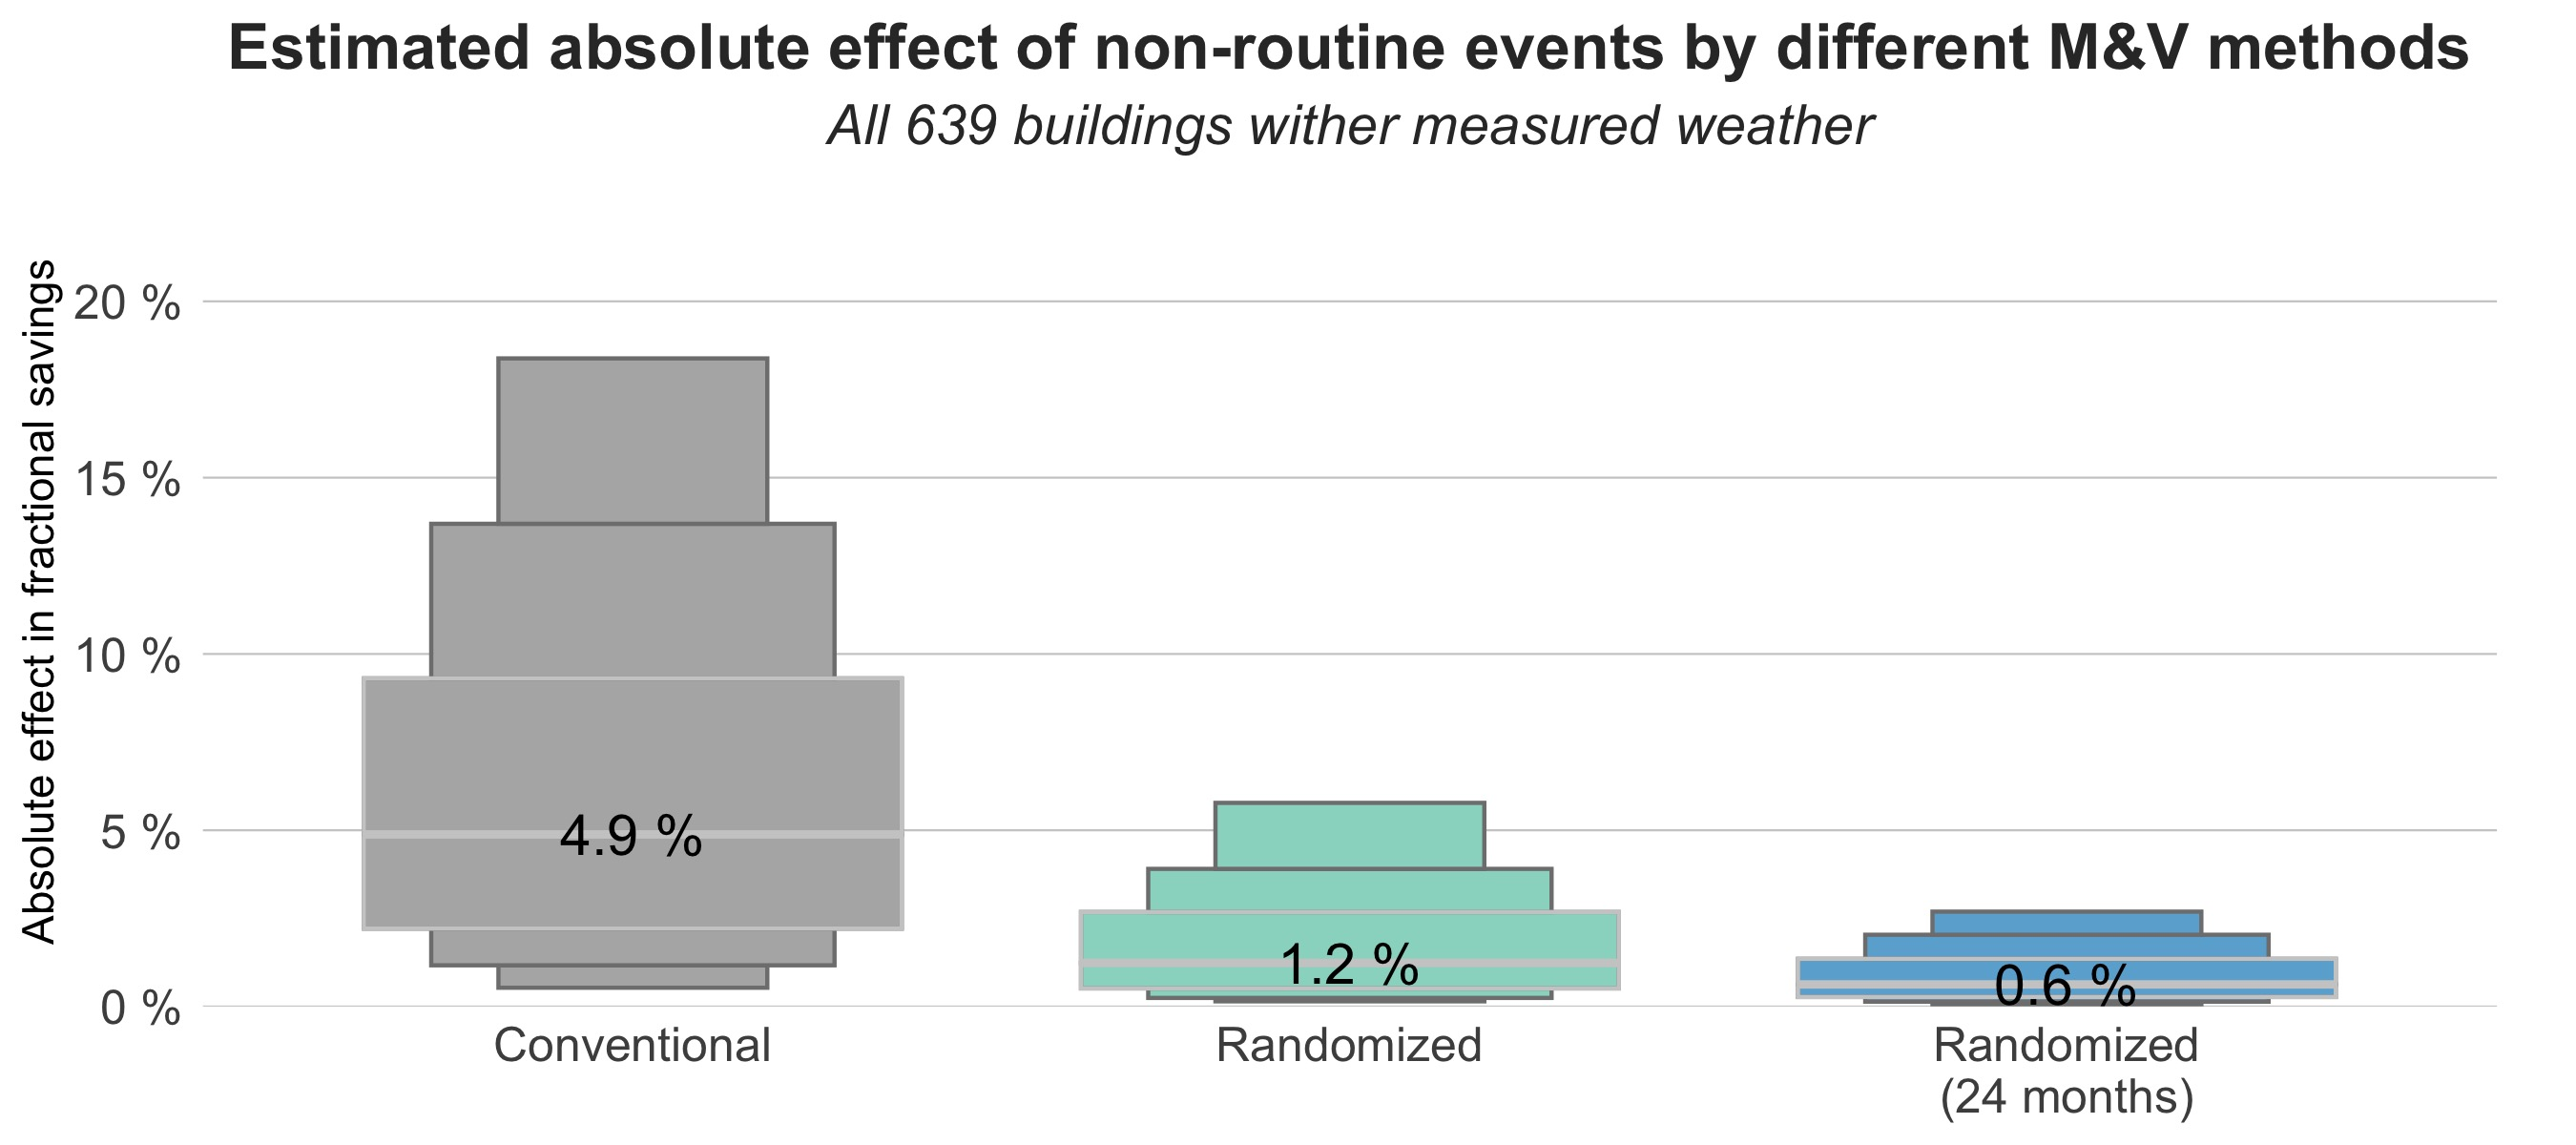 Estimated absolute effect of non-routine events by different M&V methods
All 639 buildings wither measured weather
Absolute effect in fractional savings
20 %
15 %
10 %
5 %
0 %
4.9 %
1.2 %
0.6 %
Conventional
Randomized
Randomized
(24 months)